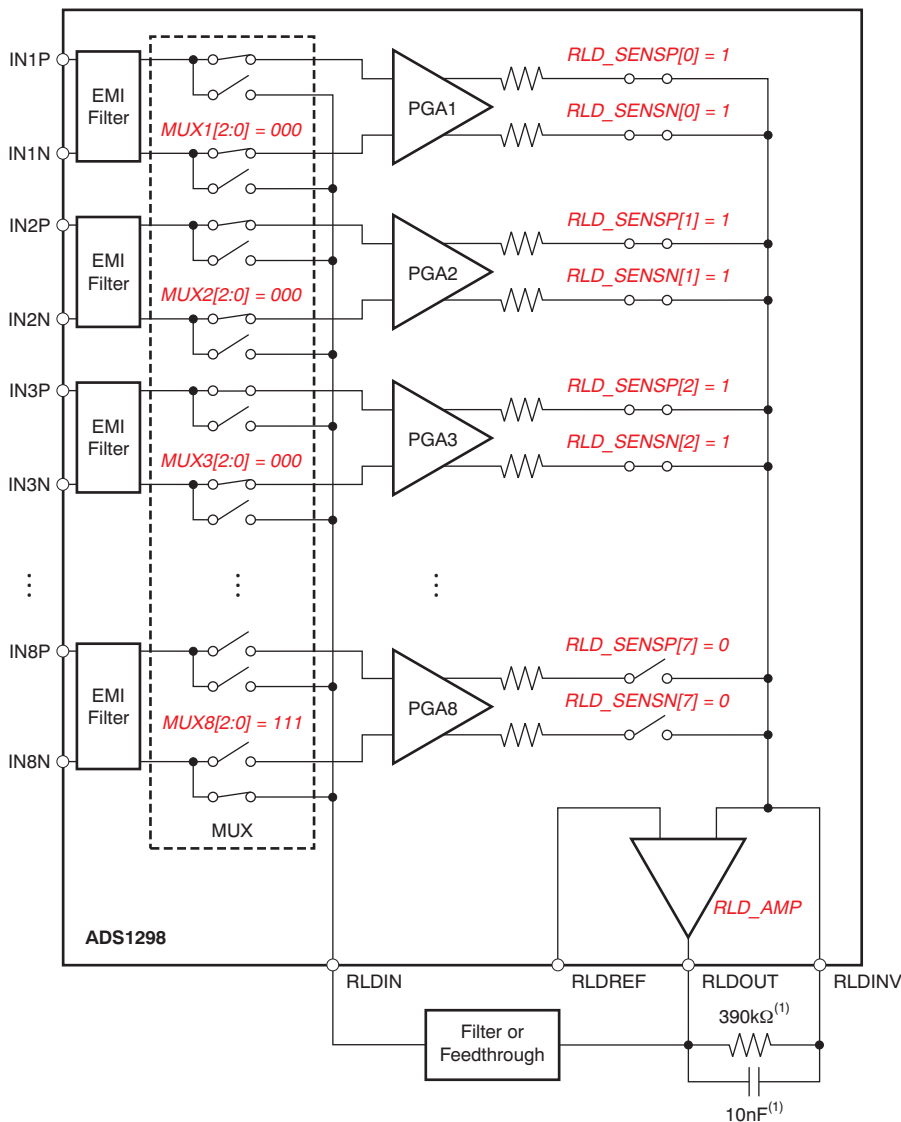 IN1P
EMI
Filter
IN1N
MUX1[2:0] = 000
PGA1
RLD_SENSP[0] = 1
RLD_SENSN[0] = 1
IN2P
EMI
Filter
IN2N
MUX2[2:0] = 000
PGA2
RLD_SENSP[1] = 1
RLD_SENSN[1] = 1
IN3P
EMI
Filter
IN3N
MUX3[2:0] = 000
PGA3
RLD_SENSP[2] = 1
RLD_SENSN[2] = 1
IN8P
EMI
Filter
IN8N
MUX8[2:0] = 111
PGA8
RLD_SENSP[7] = 0
RLD_SENSN[7] = 0
MUX
RLD_AMP
ADS1298
RLDIN
RLDREF
RLDOUT
RLDINV
Filter or
Feedthrough
390kΩ(1)
10nF(1)